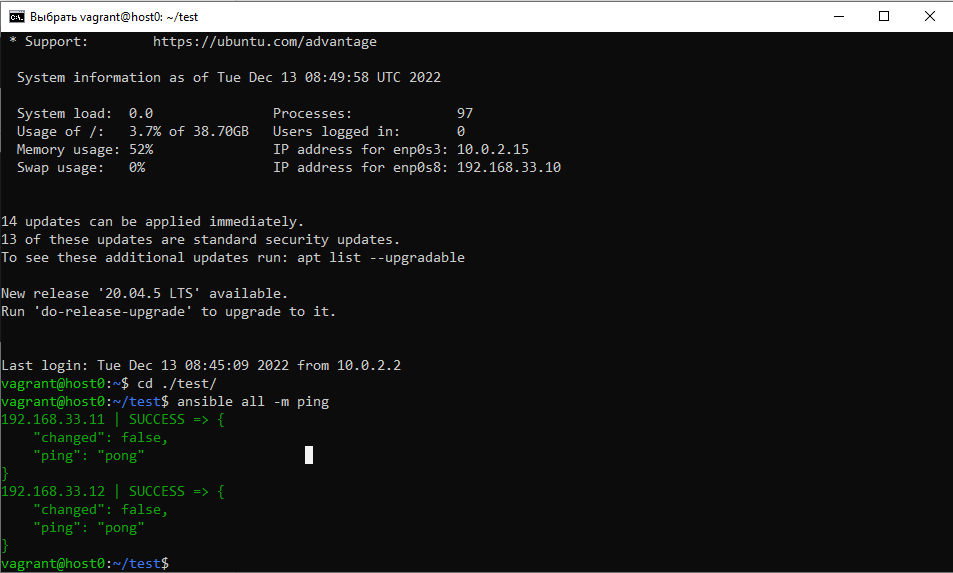 Выбрать vagrant@host0: ~/test
* Support:        https://ubuntu.com/advantage
System information as of Tue Dec 13 08:49:58 UTC 2022
System load:  0.0               Processes:             97
Usage of /:   3.7% of 38.70GB   Users logged in:       0
Memory usage: 52%               IP address for enp0s3: 10.0.2.15
Swap usage:   0%                IP address for enp0s8: 192.168.33.10
14 updates can be applied immediately.
13 of these updates are standard security updates.
To see these additional updates run: apt list --upgradable
New release '20.04.5 LTS' available.
Run 'do-release-upgrade' to upgrade to it.
Last login: Tue Dec 13 08:45:09 2022 from 10.0.2.2
vagrant@host0:~$ cd ./test/
vagrant@host0:~/test$ ansible all -m ping
192.168.33.11 | SUCCESS => {
    "changed": false,
    "ping": "pong"
}
192.168.33.12 | SUCCESS => {
    "changed": false,
    "ping": "pong"
}
vagrant@host0:~/test$